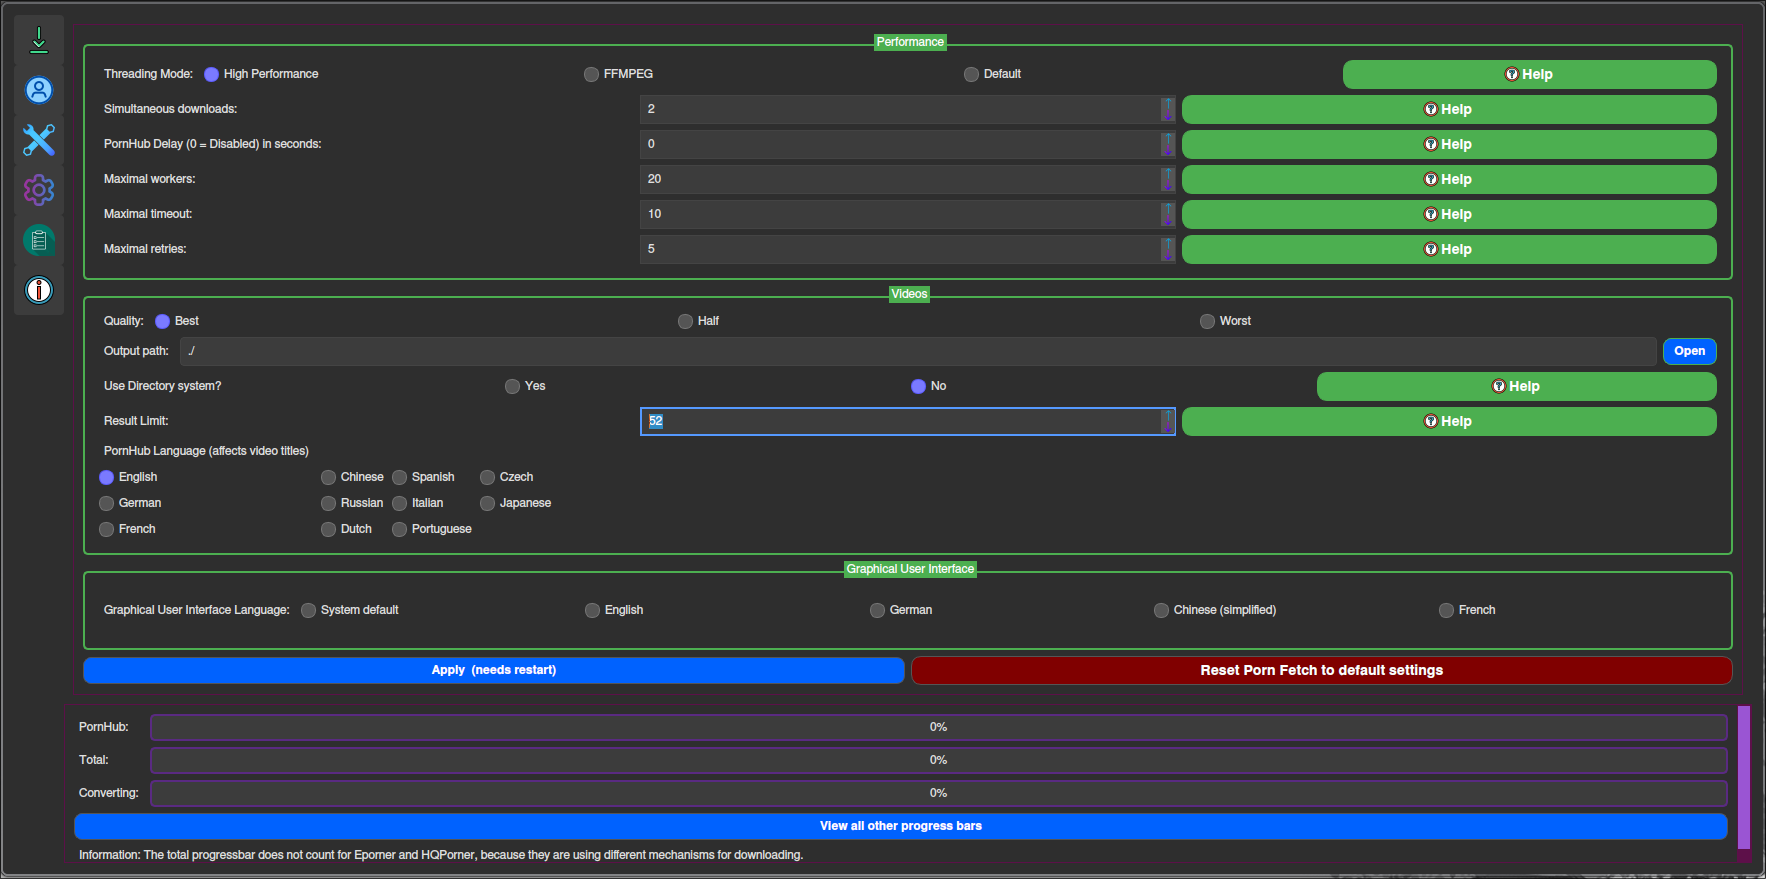 Performance
Threading Mode: High Performance FFMPEG Default Help
Simultaneous downloads: 2 Help
PornHub Delay (0 = Disabled) in seconds: 0 Help
Maximal workers: 20 Help
Maximal timeout: 10 Help
Maximal retries: 5 Help
Videos
Quality: Best Half Worst
Output path: ./ Open
Use Directory system? Yes No Help
Result Limit: 52 Help
PornHub Language (affects video titles)
English Chinese Spanish Czech
German Russian Italian Japanese
French Dutch Portuguese
Graphical User Interface
Graphical User Interface Language: System default English German Chinese (simplified) French
Apply (needs restart) Reset Porn Fetch to default settings
PornHub: 0%
Total: 0%
Converting: 0%
View all other progress bars
Information: The total progressbar does not count for Eporner and HQPorner, because they are using different mechanisms for downloading.